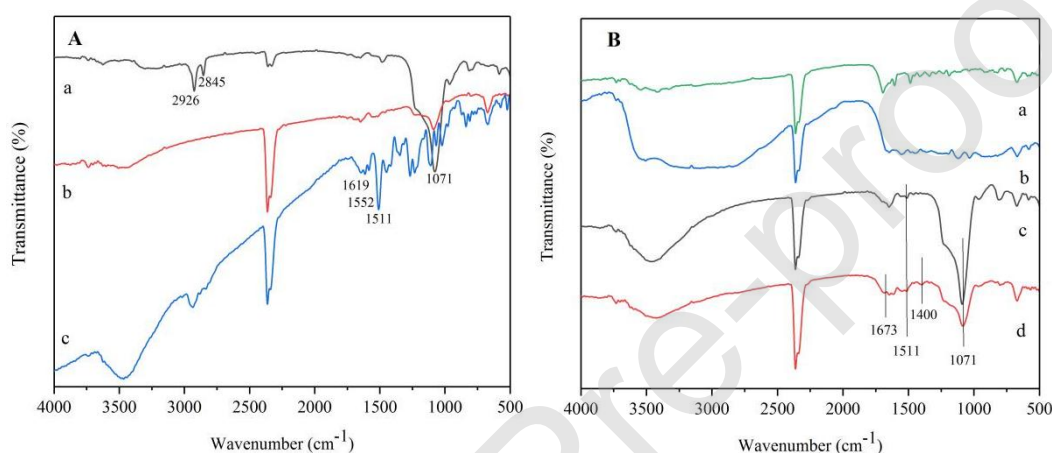 A
Transmittance (%)
a
2926
2845
b
1619
1552
1511
1071
c
4000 3500 3000 2500 2000 1500 1000 500
Wavenumber (cm-1)
B
Transmittance (%)
a
b
c
1673
1511
1400
1071
d
4000 3500 3000 2500 2000 1500 1000 500
Wavenumber (cm-1)
Pre-proo